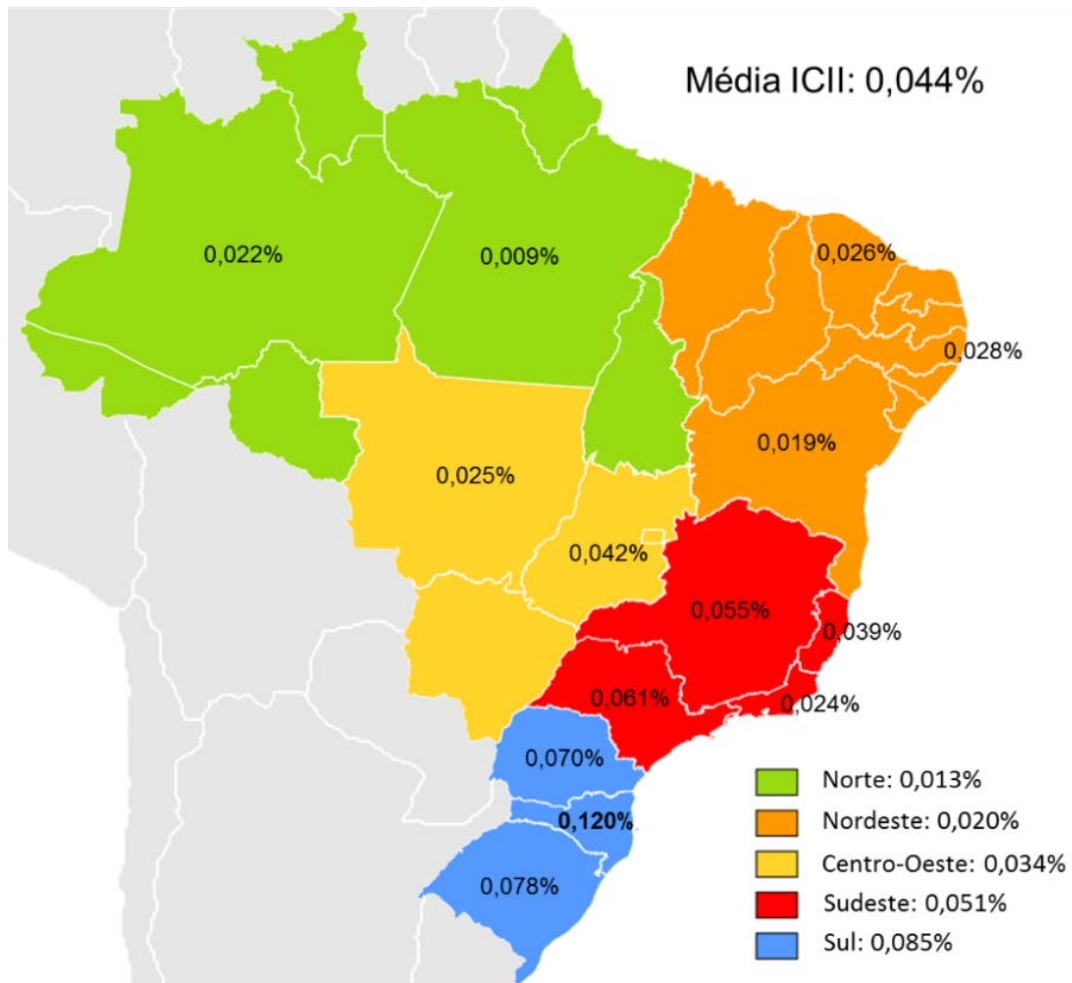 Média ICII: 0,044%
0,022%
0,009%
0,026%
0,028%
0,019%
0,025%
0,042%
0,055%
0,039%
0,061%
0,024%
0,070%
0,120%
0,078%
Norte: 0,013%
Nordeste: 0,020%
Centro-Oeste: 0,034%
Sudeste: 0,051%
Sul: 0,085%